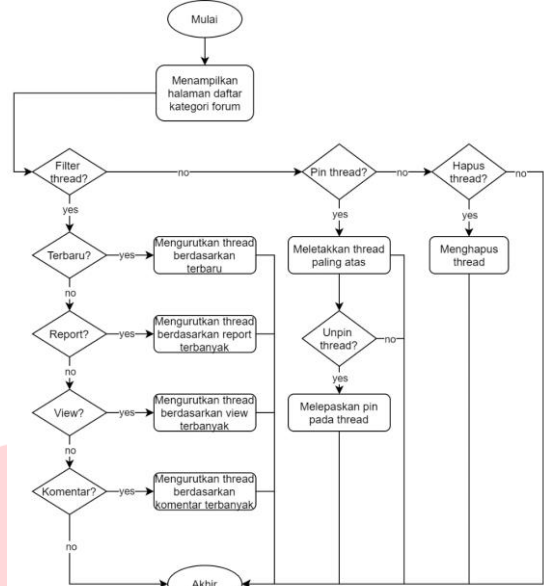 Mulai
Menampilkan
halaman daftar
kategori forum
Filter
thread?
no
Pin thread?
no
Hapus
thread?
no
yes
yes
yes
Terbaru?
yes
Mengurutkan thread
berdasarkan
terbaru
Meletakkan thread
paling atas
Menghapus
thread
no
Report?
yes
Mengurutkan thread
berdasarkan report
terbanyak
Unpin
thread?
no
no
yes
View?
yes
Mengurutkan thread
berdasarkan view
terbanyak
Melepaskan pin
pada thread
no
Komentar?
yes
Mengurutkan thread
berdasarkan
komentar terbanyak
no
Akhir